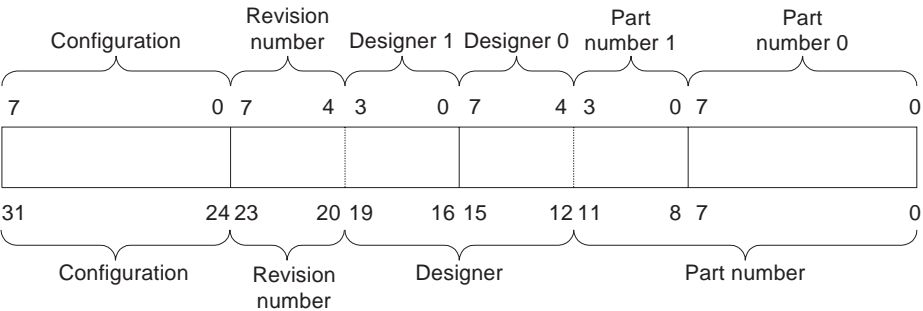 Configuration
Revision
number
Designer 1
Designer 0
Part
number 1
Part
number 0
7 0 7 4 3 0 7 4 3 0 7 0
31 24 23 20 19 16 15 12 11 8 7 0
Configuration
Revision
number
Designer
Part number